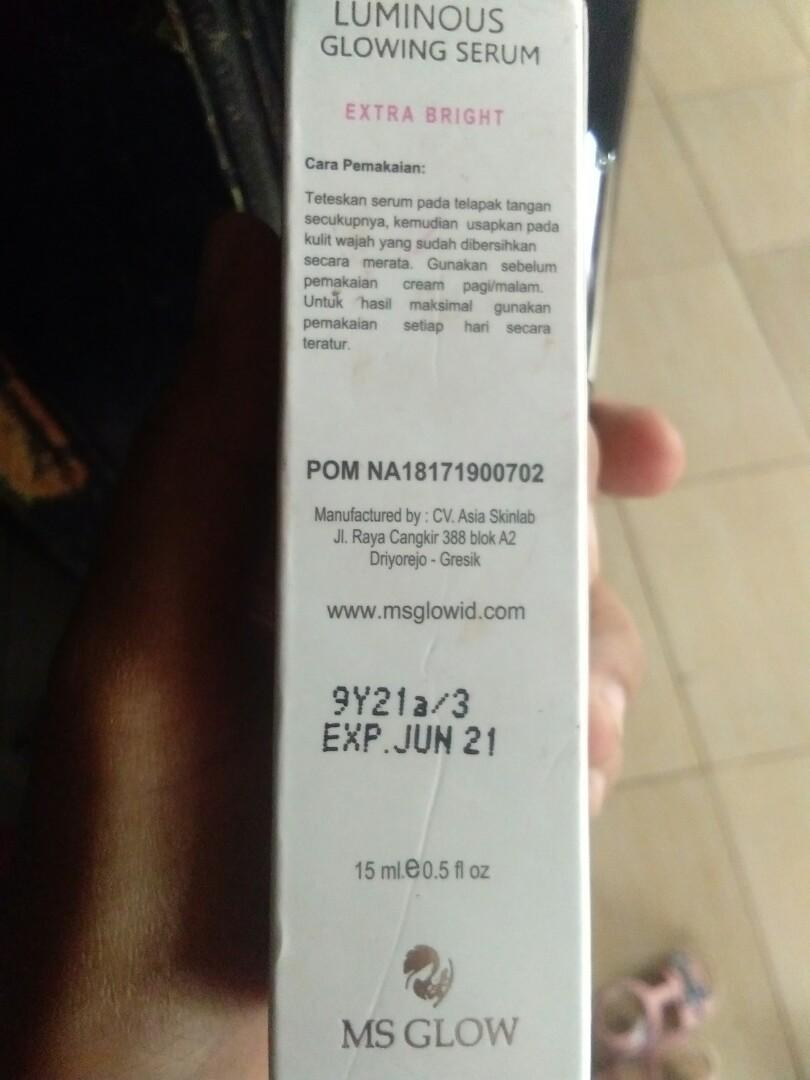 LUMINOUS
GLOWING SERUM
EXTRA BRIGHT
Cara Pemakaian:
Teteskan serum pada telapak tangan
secukupnya, kemudian usapkan pada
kulit wajah yang sudah dibersihkan
secara merata. Gunakan sebelum
pemakaian cream pagi/malam.
Untuk hasil maksimal gunakan
pemakaian setiap hari secara
teratur.
POM NA18171900702
Manufactured by : CV. Asia Skinlab
Jl. Raya Cangkir 388 blok A2
Driyorejo - Gresik
www.msglowid.com
9Y21a/3
EXP.JUN 21
15 ml.e0.5 fl oz
MS GLOW